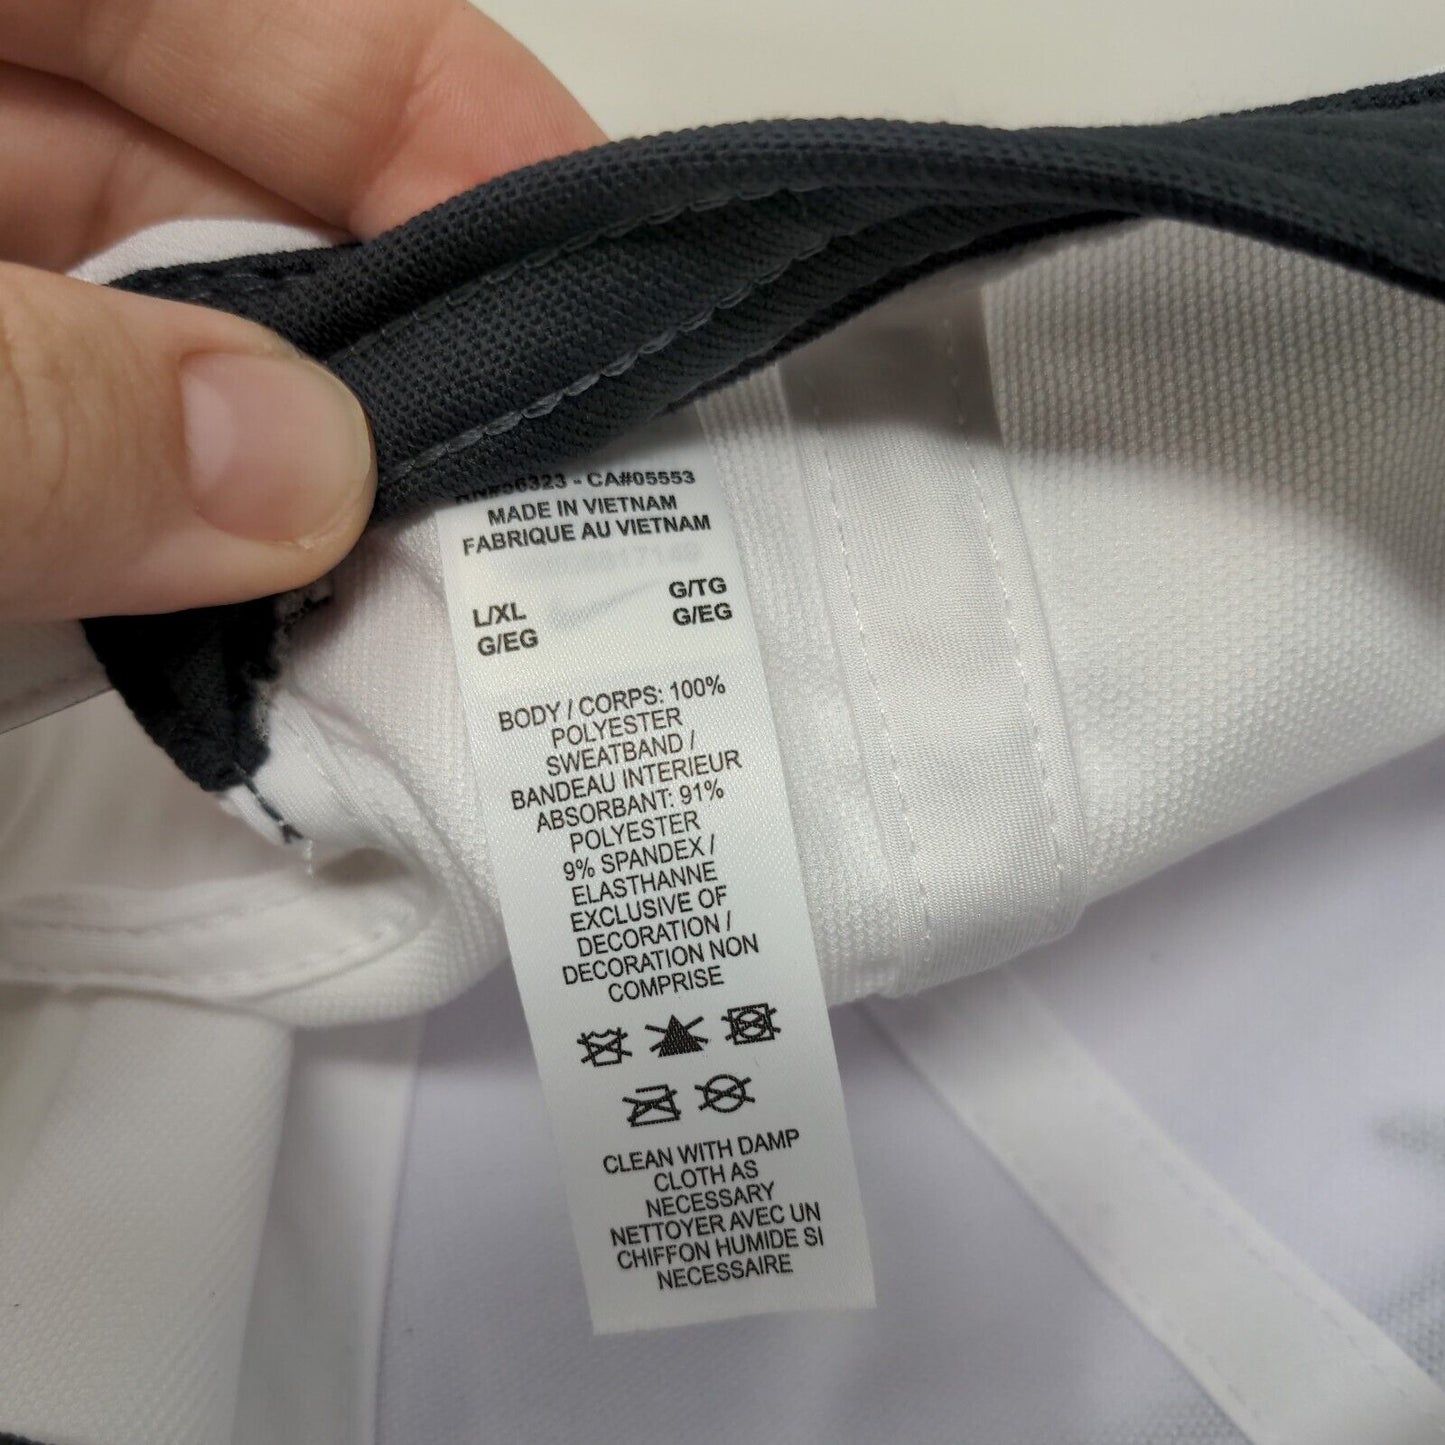 RN#56323 - CA#05553
MADE IN VIETNAM
FABRIQUE AU VIETNAM
L/XL G/TG
G/EG G/EG
BODY / CORPS: 100%
POLYESTER
SWEATBAND /
BANDEAU INTERIEUR
ABSORBANT: 91%
POLYESTER
9% SPANDEX /
ELASTHANNE
EXCLUSIVE OF
DECORATION /
DECORATION NON
COMPRISE
CLEAN WITH DAMP
CLOTH AS
NECESSARY
NETTOYER AVEC UN
CHIFFON HUMIDE SI
NECESSAIRE